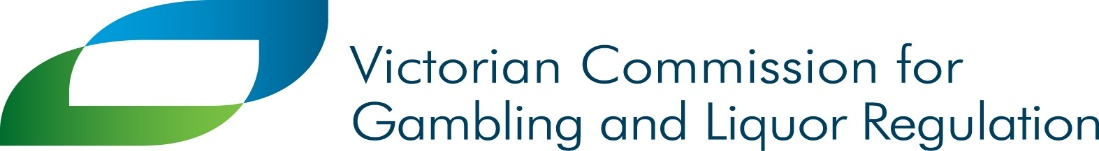 Victorian Commission for
Gambling and Liquor Regulation